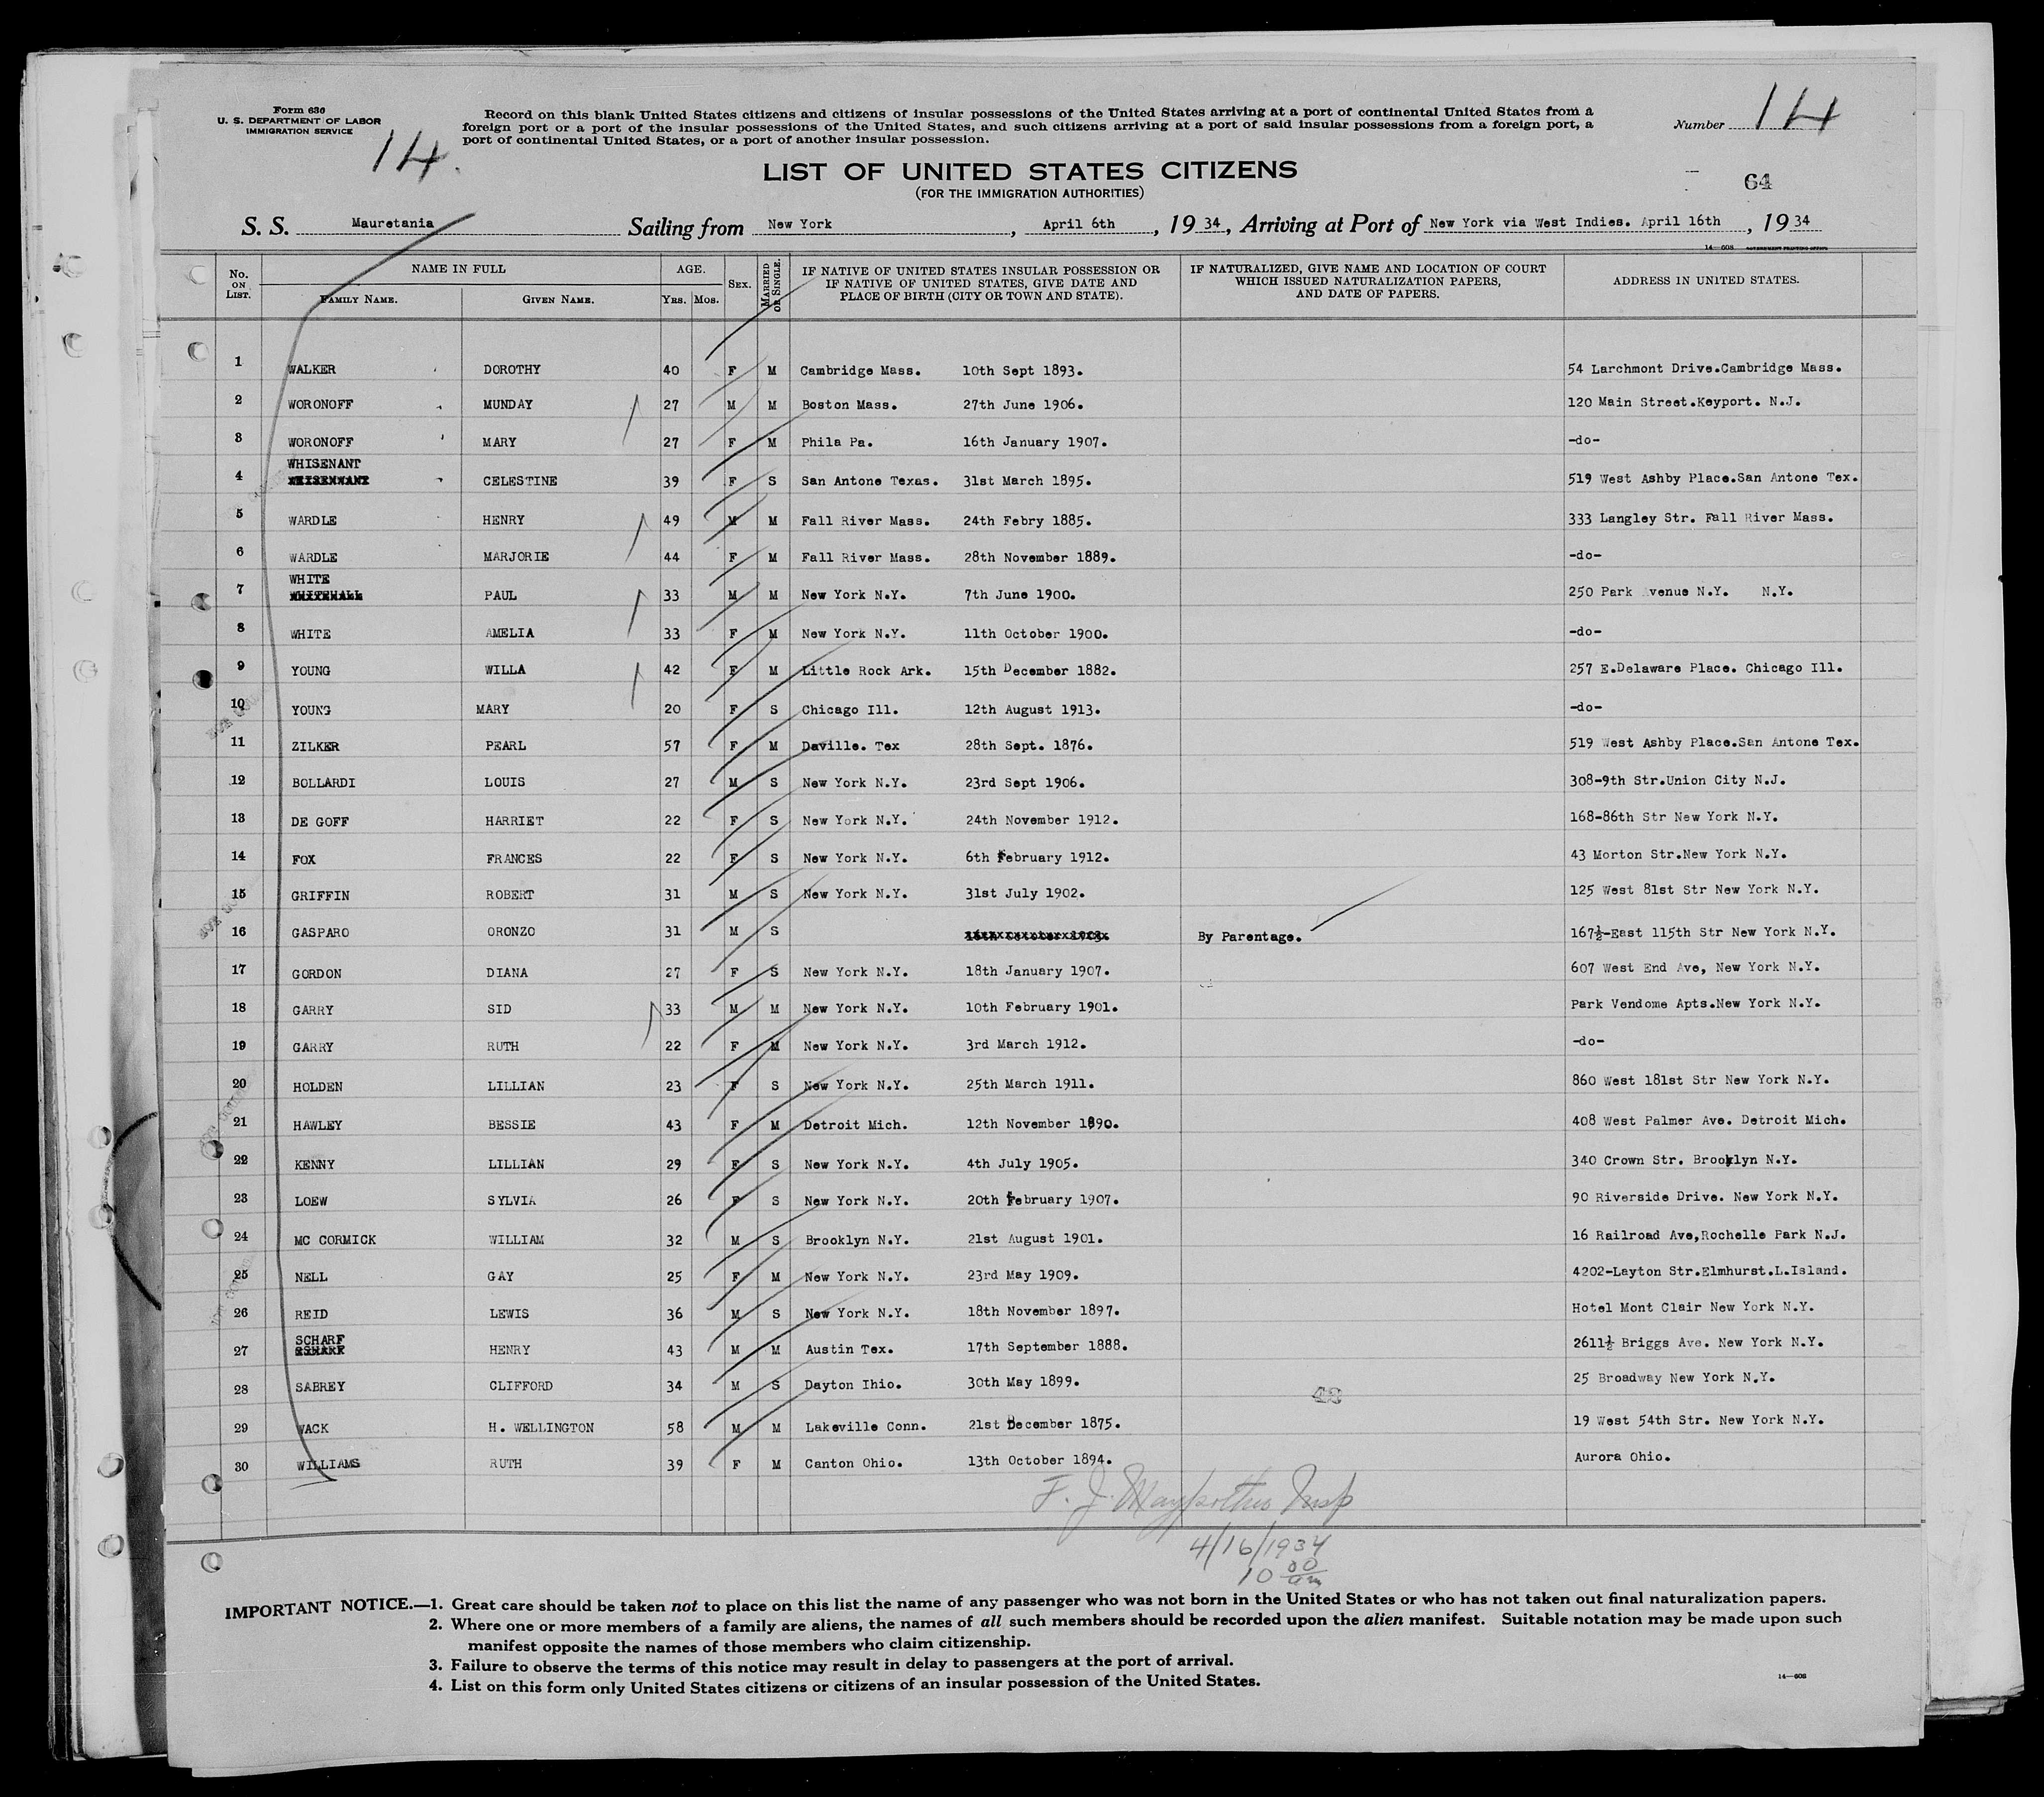 Form 630
U. S. DEPARTMENT OF LABOR
IMMIGRATION SERVICE
14.
Record on this blank United States citizens and citizens of insular possessions of the United States arriving at a port of continental United States from a
foreign port or a port of the insular possessions of the United States, and such citizens arriving at a port of said insular possessions from a foreign port, a
port of continental United States, or a port of another insular possession.
Number 14
LIST OF UNITED STATES CITIZENS
(FOR THE IMMIGRATION AUTHORITIES)
64
S. S. Mauretania Sailing from New York, April 6th, 1934, Arriving at Port of New York via West Indies. April 16th, 1934
14—608 GOVERNMENT PRINTING OFFICE
No. ON LIST. NAME IN FULL FAMILY NAME. GIVEN NAME. AGE. YRS. MOS. SEX. MARRIED OR SINGLE. IF NATIVE OF UNITED STATES INSULAR POSSESSION OR IF NATIVE OF UNITED STATES, GIVE DATE AND PLACE OF BIRTH (CITY OR TOWN AND STATE). IF NATURALIZED, GIVE NAME AND LOCATION OF COURT WHICH ISSUED NATURALIZATION PAPERS, AND DATE OF PAPERS. ADDRESS IN UNITED STATES.
1 WALKER DOROTHY 40 F M Cambridge Mass. 10th Sept 1893. 54 Larchmont Drive.Cambridge Mass.
2 WORONOFF MUNDAY 27 M M Boston Mass. 27th June 1906. 120 Main Street.Keyport. N.J.
3 WORONOFF MARY 27 F M Phila Pa. 16th January 1907. -do-
4 WHISENANT CELESTINE 39 F S San Antone Texas. 31st March 1895. 519 West Ashby Place.San Antone Tex.
5 WARDLE HENRY 49 M M Fall River Mass. 24th Febry 1885. 333 Langley Str. Fall River Mass.
6 WARDLE MARJORIE 44 F M Fall River Mass. 28th November 1889. -do-
7 WHITE PAUL 33 M M New York N.Y. 7th June 1900. 250 Park Avenue N.Y. N.Y.
8 WHITE AMELIA 33 F M New York N.Y. 11th October 1900. -do-
9 YOUNG WILLA 42 F M Little Rock Ark. 15th December 1882. 257 E.Delaware Place. Chicago Ill.
10 YOUNG MARY 20 F S Chicago Ill. 12th August 1913. -do-
11 ZILKER PEARL 57 F M Daville. Tex 28th Sept. 1876. 519 West Ashby Place.San Antone Tex.
12 BOLLARDI LOUIS 27 M S New York N.Y. 23rd Sept 1906. 308-9th Str.Union City N.J.
13 DE GOFF HARRIET 22 F S New York N.Y. 24th November 1912. 168-86th Str New York N.Y.
14 FOX FRANCES 22 F S New York N.Y. 6th February 1912. 43 Morton Str.New York N.Y.
15 GRIFFIN ROBERT 31 M S New York N.Y. 31st July 1902. 125 West 81st Str New York N.Y.
16 GASPARO ORONZO 31 M S By Parentage. 167½-East 115th Str New York N.Y.
17 GORDON DIANA 27 F S New York N.Y. 18th January 1907. 607 West End Ave, New York N.Y.
18 GARRY SID 33 M M New York N.Y. 10th February 1901. Park Vendome Apts.New York N.Y.
19 GARRY RUTH 22 F M New York N.Y. 3rd March 1912. -do-
20 HOLDEN LILLIAN 23 F S New York N.Y. 25th March 1911. 860 West 181st Str New York N.Y.
21 HAWLEY BESSIE 43 F M Detroit Mich. 12th November 1890. 408 West Palmer Ave. Detroit Mich.
22 KENNY LILLIAN 29 F S New York N.Y. 4th July 1905. 340 Crown Str. Brooklyn N.Y.
23 LOEW SYLVIA 26 F S New York N.Y. 20th February 1907. 90 Riverside Drive. New York N.Y.
24 MC CORMICK WILLIAM 32 M S Brooklyn N.Y. 21st August 1901. 16 Railroad Ave,Rochelle Park N.J.
25 NELL GAY 25 F M New York N.Y. 23rd May 1909. 4202-Layton Str.Elmhurst.L.Island.
26 REID LEWIS 36 M S New York N.Y. 18th November 1897. Hotel Mont Clair New York N.Y.
27 SCHARF HENRY 43 M M Austin Tex. 17th September 1888. 2611½ Briggs Ave. New York N.Y.
28 SABREY CLIFFORD 34 M S Dayton Ihio. 30th May 1899. 25 Broadway New York N.Y.
29 WACK H. WELLINGTON 58 M M Lakeville Conn. 21st December 1875. 19 West 54th Str. New York N.Y.
30 WILLIAMS RUTH 39 F M Canton Ohio. 13th October 1894. Aurora Ohio.
F. J. Insp
4/16/1934
10 00 am
IMPORTANT NOTICE.—1. Great care should be taken not to place on this list the name of any passenger who was not born in the United States or who has not taken out final naturalization papers.
2. Where one or more members of a family are aliens, the names of all such members should be recorded upon the alien manifest. Suitable notation may be made upon such
manifest opposite the names of those members who claim citizenship.
3. Failure to observe the terms of this notice may result in delay to passengers at the port of arrival.
4. List on this form only United States citizens or citizens of an insular possession of the United States.
14—608